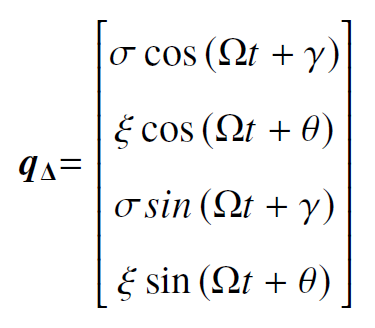 σ cos (Ωt + γ)
ξ cos (Ωt + θ)
q_Δ=
σ sin (Ωt + γ)
ξ sin (Ωt + θ)